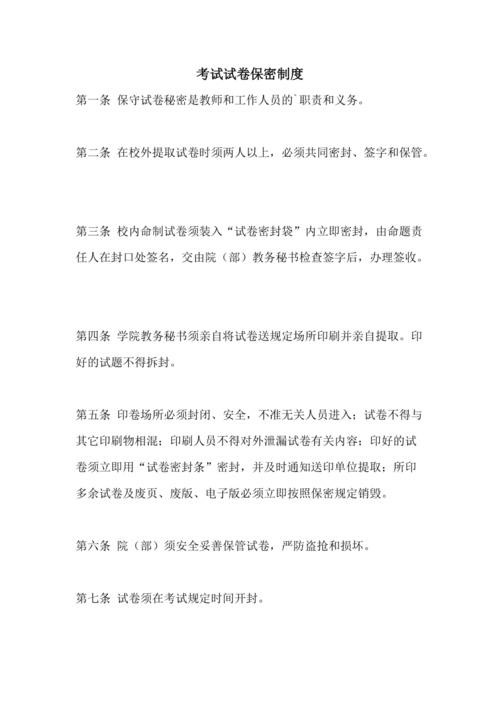 考试试卷保密制度
第一条 保守试卷秘密是教师和工作人员的`职责和义务。
第二条 在校外提取试卷时须两人以上，必须共同密封、签字和保管。
第三条 校内命制试卷须装入“试卷密封袋”内立即密封，由命题责
任人在封口处签名，交由院（部）教务秘书检查签字后，办理签收。
第四条 学院教务秘书须亲自将试卷送规定场所印刷并亲自提取。印
好的试题不得拆封。
第五条 印卷场所必须封闭、安全，不准无关人员进入；试卷不得与
其它印刷物相混；印刷人员不得对外泄漏试卷有关内容；印好的试
卷须立即用“试卷密封条”密封，并及时通知送印单位提取；所印
多余试卷及废页、废版、电子版必须立即按照保密规定销毁。
第六条 院（部）须安全妥善保管试卷，严防盗抢和损坏。
第七条 试卷须在考试规定时间开封。